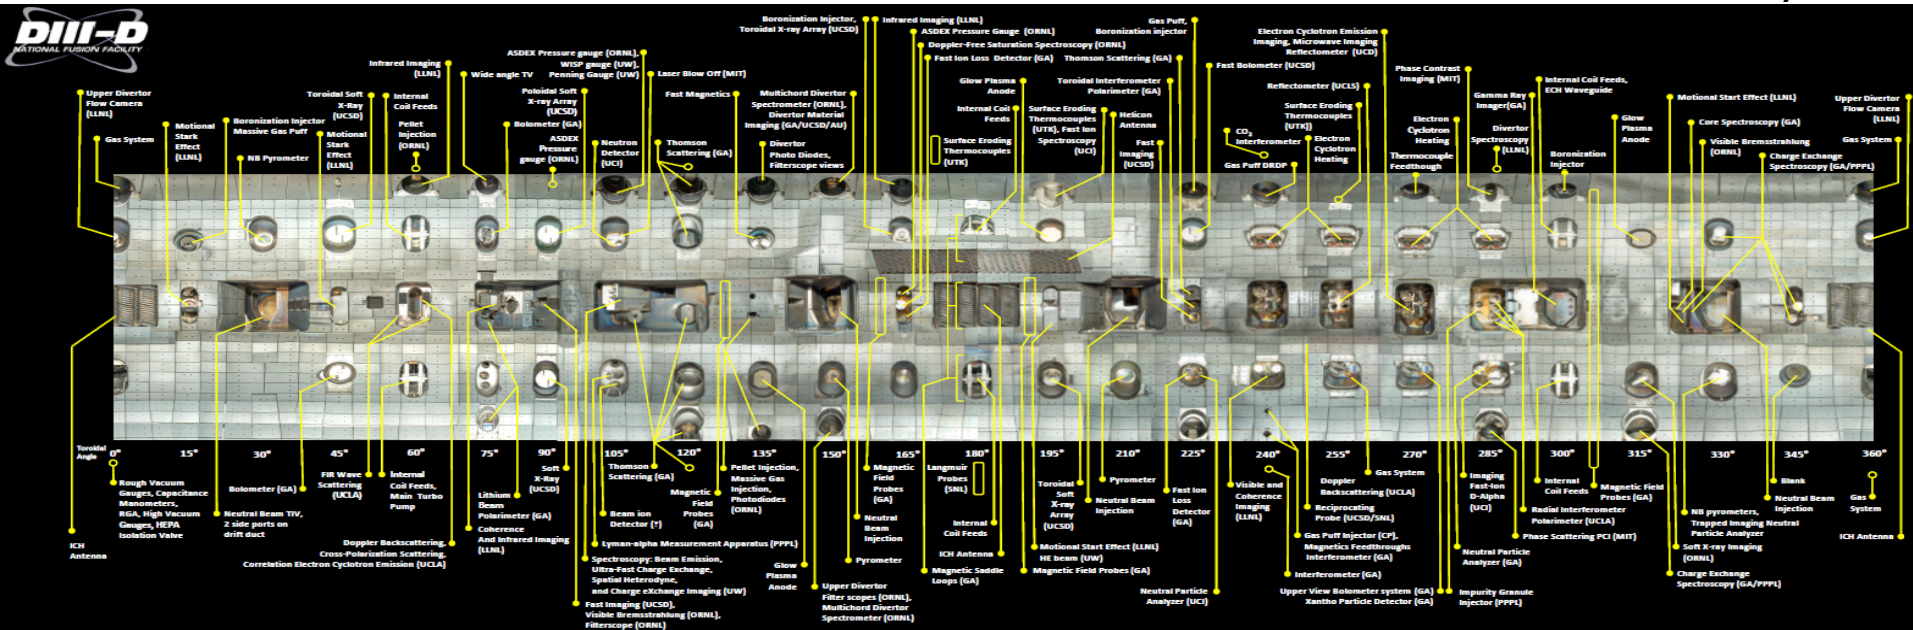 DIII-D
NATIONAL FUSION FACILITY
Upper Divertor
Flow Camera
(LLNL)
Gas System
Motional
Stark
Effect
(LLNL)
Boronization Injector
Massive Gas Puff
NB Pyrometer
Toroidal Soft
X-Ray
(UCSD)
Motional
Stark
Effect
(LLNL)
Infrared Imaging
(LLNL)
Internal
Coil Feeds
Pellet
Injection
(ORNL)
Wide angle TV
ASDEX Pressure gauge (ORNL),
WISP gauge (UW),
Penning Gauge (UW)
Poloidal Soft
X-ray Array
(UCSD)
Bolometer (GA)
ASDEX
Pressure
gauge (ORNL)
Neutron
Detector
(UCI)
Laser Blow Off (MIT)
Fast Magnetics
Thomson
Scattering (GA)
Multichord Divertor
Spectrometer (ORNL),
Divertor Material
Imaging (GA/UCSD/AU)
Divertor
Photo Diodes,
Filterscope views
Boronization Injector,
Toroidal X-ray Array (UCSD)
Infrared Imaging (LLNL)
ASDEX Pressure Gauge (ORNL)
Doppler-Free Saturation Spectroscopy (ORNL)
Fast Ion Loss Detector (GA)
Glow Plasma
Anode
Internal Coil
Feeds
Surface Eroding
Thermocouples
(UTK)
Surface Eroding
Thermocouples
(UTK), Fast Ion
Spectroscopy
(UCI)
Gas Puff,
Boronization injector
Thomson Scattering (GA)
Toroidal Interferometer
Polarimeter (GA)
Helicon
Antenna
Fast
Imaging
(UCSD)
Fast Bolometer (UCSD)
CO2
Interferometer
Gas Puff DRDP
Electron Cyclotron Emission
Imaging, Microwave Imaging
Reflectometer (UCD)
Reflectometer (UCLS)
Surface Eroding
Thermocouples
(UTK))
Electron
Cyclotron
Heating
Phase Contrast
Imaging (MIT)
Electron
Cyclotron
Heating
Thermocouple
Feedthough
Gamma Ray
Imager(GA)
Divertor
Spectroscopy
(LLNL)
Internal Coil Feeds,
ECH Waveguide
Boronization
Injector
Glow
Plasma
Anode
Motional Start Effect (LLNL)
Core Spectroscopy (GA)
Visible Bremsstrahlung
(ORNL)
Charge Exchange
Spectroscopy (GA/PPPL)
Upper Divertor
Flow Camera
(LLNL)
Gas System
Toroidal
Angle
0° 15° 30° 45° 60° 75° 90° 105° 120° 135° 150° 165° 180° 195° 210° 225° 240° 255° 270° 285° 300° 315° 330° 345° 360°
ICH
Antenna
Rough Vacuum
Gauges, Capacitance
Manometers,
RGA, High Vacuum
Gauges, HEPA
Isolation Valve
Neutral Beam TIV,
2 side ports on
drift duct
Bolometer (GA)
FIR Wave
Scattering
(UCLA)
Internal
Coil Feeds,
Main Turbo
Pump
Doppler Backscattering,
Cross-Polarization Scattering,
Correlation Electron Cyclotron Emission (UCLA)
Lithium
Beam
Polarimeter (GA)
Coherence
And Infrared Imaging
(LLNL)
Soft
X-Ray
(UCSD)
Thomson
Scattering (GA)
Beam ion
Detector (?)
Lyman-alpha Measurement Apparatus (PPPL)
Spectroscopy: Beam Emission,
Ultra-Fast Charge Exchange,
Spatial Heterodyne,
and Charge eXchange Imaging (UW)
Fast Imaging (UCSD),
Visible Bremsstrahlung (ORNL),
Filterscope (ORNL)
Magnetic
Field
Probes
(GA)
Pellet Injection,
Massive Gas
Injection,
Photodiodes
(ORNL)
Glow
Plasma
Anode
Upper Divertor
Filter scopes (ORNL),
Multichord Divertor
Spectrometer (ORNL)
Pyrometer
Neutral
Beam
Injection
Magnetic
Field
Probes
(GA)
Langmuir
Probes
(SNL)
Internal
Coil Feeds
ICH Antenna
Magnetic Saddle
Loops (GA)
Toroidal
Soft
X-ray
Array
(UCSD)
Motional Start Effect (LLNL)
HE beam (UW)
Magnetic Field Probes (GA)
Pyrometer
Neutral Beam
Injection
Fast Ion
Loss
Detector
(GA)
Neutral Particle
Analyzer (UCI)
Visible and
Coherence
Imaging
(LLNL)
Gas Puff Injector (CP),
Magnetics Feedthroughs
Interferometer (GA)
Interferometer (GA)
Doppler
Backscattering (UCLA)
Reciprocating
Probe (UCSD/SNL)
Gas System
Upper View Bolometer system (GA)
Xantho Particle Detector (GA)
Imaging
Fast-Ion
D-Alpha
(UCI)
Neutral Particle
Analyzer (GA)
Impurity Granule
Injector (PPPL)
Internal
Coil Feeds
Radial Interferometer
Polarimeter (UCLA)
Phase Scattering PCI (MIT)
Magnetic Field
Probes (GA)
NB pyrometers,
Trapped Imaging Neutral
Particle Analyzer
Soft X-ray Imaging
(ORNL)
Charge Exchange
Spectroscopy (GA/PPPL)
Blank
Neutral Beam
Injection
Gas
System
ICH Antenna